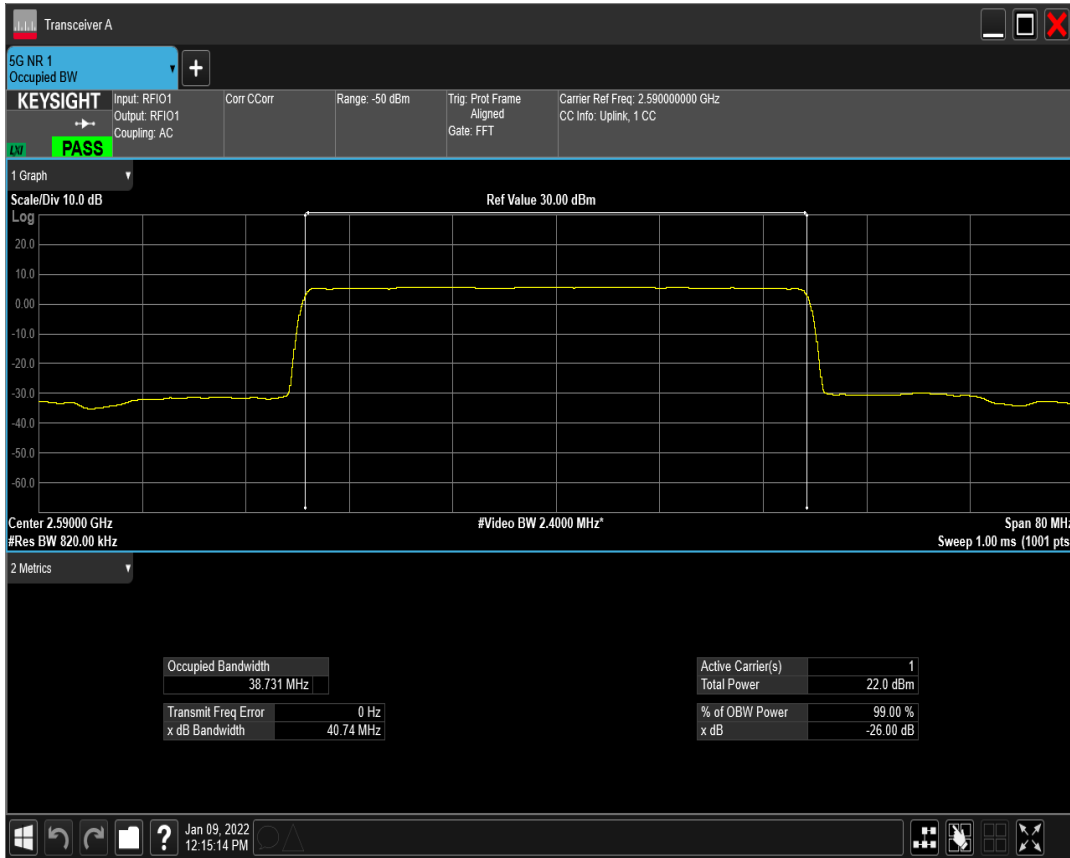 Transceiver A
5G NR 1
Occupied BW
KEYSIGHT
LXI
PASS
Input: RFIO1
Output: RFIO1
Coupling: AC
Corr CCorr
Range: -50 dBm
Trig: Prot Frame
Aligned
Gate: FFT
Carrier Ref Freq: 2.590000000 GHz
CC Info: Uplink, 1 CC
1 Graph
Scale/Div 10.0 dB
Ref Value 30.00 dBm
Log
20.0
10.0
0.00
-10.0
-20.0
-30.0
-40.0
-50.0
-60.0
Center 2.59000 GHz
#Video BW 2.4000 MHz*
Span 80 MHz
#Res BW 820.00 kHz
Sweep 1.00 ms (1001 pts
2 Metrics
Occupied Bandwidth
38.731 MHz
Transmit Freq Error 0 Hz
x dB Bandwidth 40.74 MHz
Active Carrier(s) 1
Total Power 22.0 dBm
% of OBW Power 99.00 %
x dB -26.00 dB
?
Jan 09, 2022
12:15:14 PM